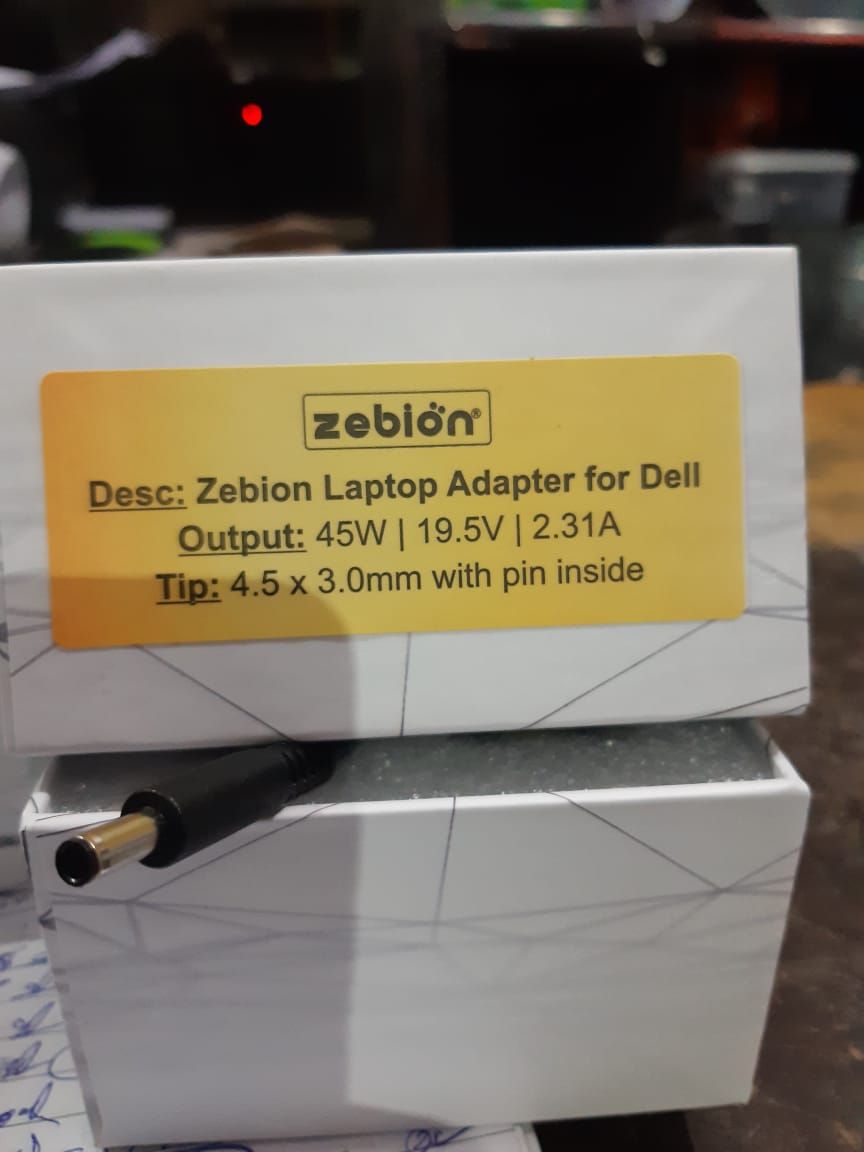 zebion®
Desc: Zebion Laptop Adapter for Dell
Output: 45W | 19.5V | 2.31A
Tip: 4.5 x 3.0mm with pin inside